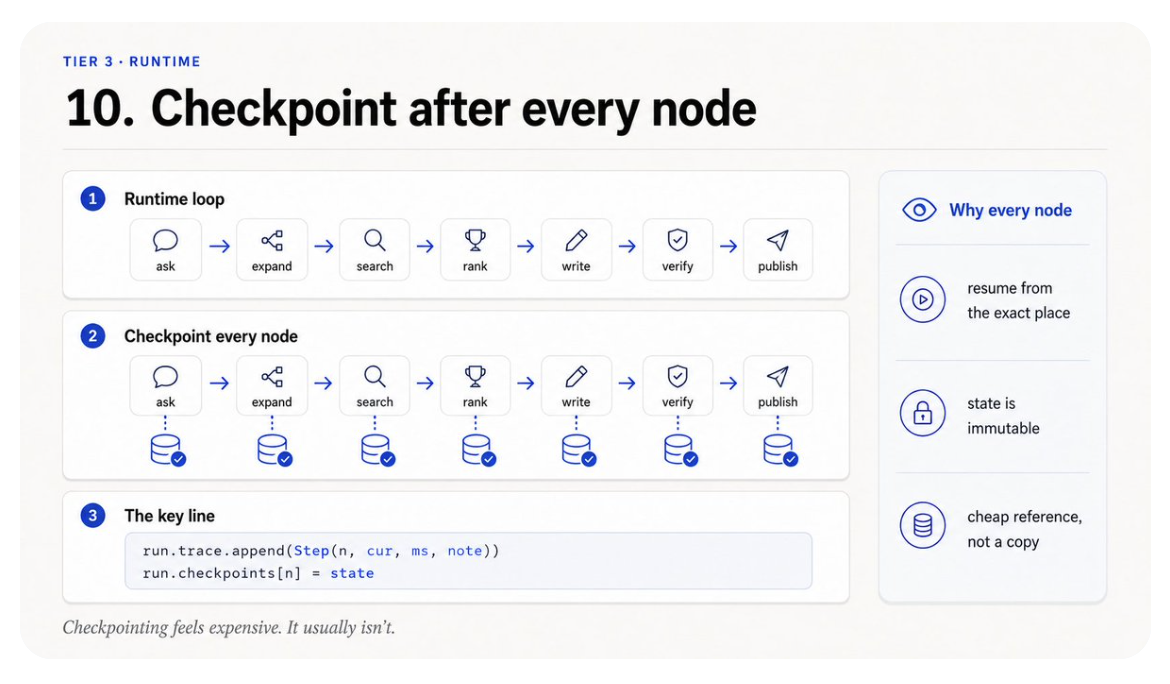 TIER 3 · RUNTIME
10. Checkpoint after every node
1 Runtime loop
ask expand search rank write verify publish
2 Checkpoint every node
ask expand search rank write verify publish
3 The key line
run.trace.append(Step(n, cur, ms, note))
run.checkpoints[n] = state
Checkpointing feels expensive. It usually isn't.
Why every node
resume from
the exact place
state is
immutable
cheap reference,
not a copy